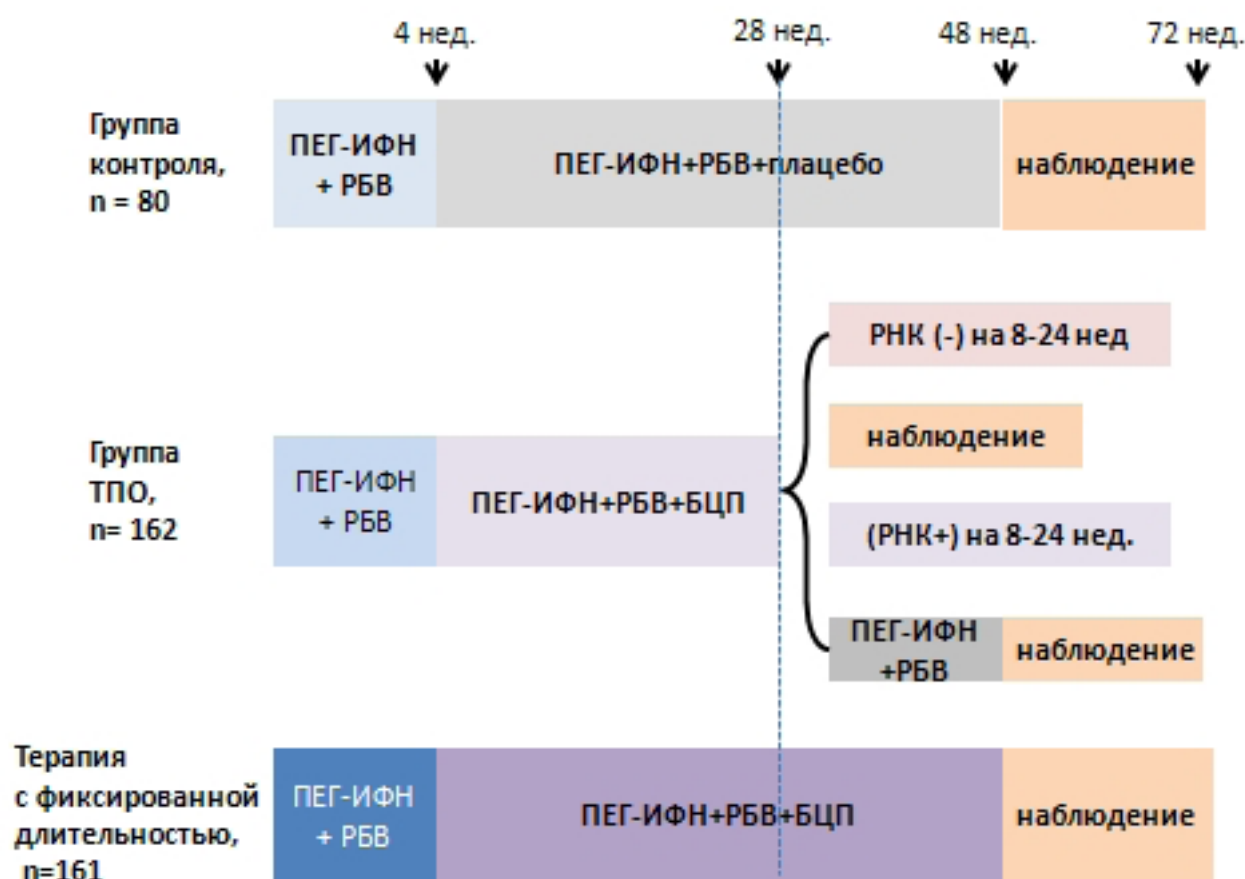 4 нед.
28 нед.
48 нед.
72 нед.
Группа
контроля,
n = 80
ПЕГ-ИФН
+ РБВ
ПЕГ-ИФН+РБВ+плацебо
наблюдение
РНК (-) на 8-24 нед
наблюдение
Группа
ТПО,
n= 162
ПЕГ-ИФН
+ РБВ
ПЕГ-ИФН+РБВ+БЦП
(РНК+) на 8-24 нед.
ПЕГ-ИФН
+РБВ
наблюдение
Терапия
с фиксированной
длительностью,
n=161
ПЕГ-ИФН
+ РБВ
ПЕГ-ИФН+РБВ+БЦП
наблюдение